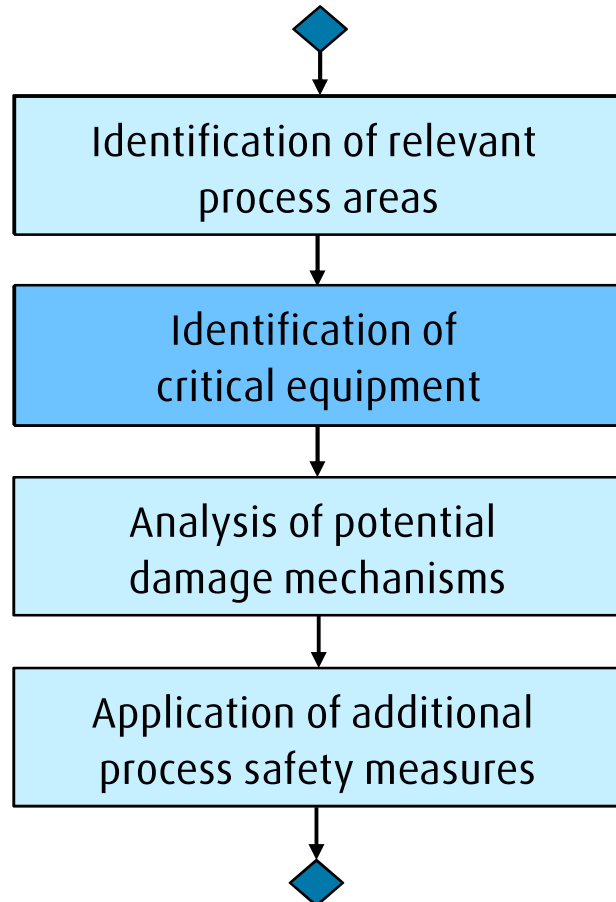 Identification of relevant
process areas
Identification of
critical equipment
Analysis of potential
damage mechanisms
Application of additional
process safety measures